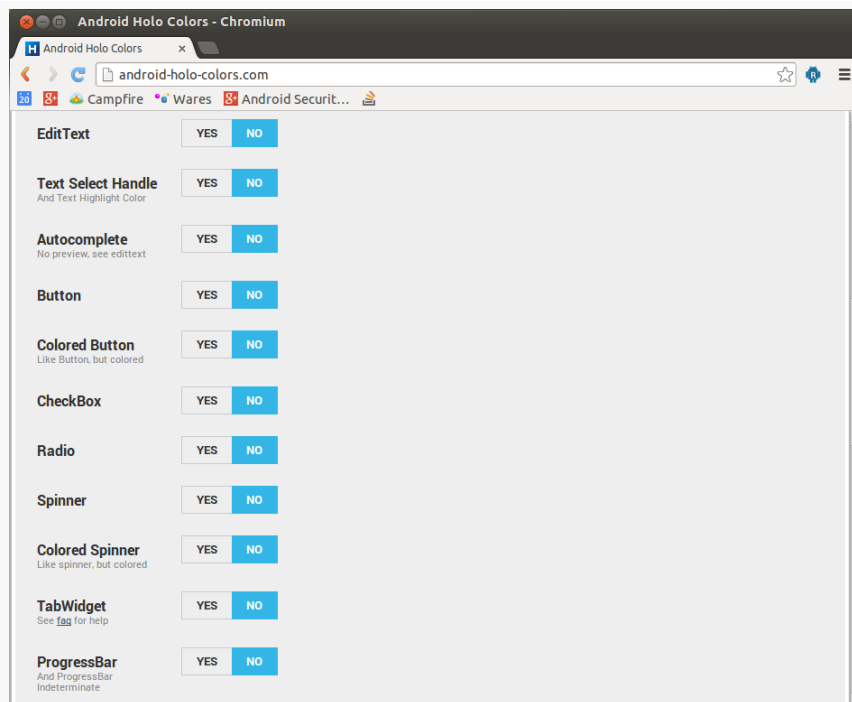 Android Holo Colors - Chromium
Android Holo Colors
android-holo-colors.com
20 Campfire Wares Android Securit...
EditText YES NO
Text Select Handle YES NO
And Text Highlight Color
Autocomplete YES NO
No preview, see edittext
Button YES NO
Colored Button YES NO
Like Button, but colored
CheckBox YES NO
Radio YES NO
Spinner YES NO
Colored Spinner YES NO
Like spinner, but colored
TabWidget YES NO
See faq for help
ProgressBar YES NO
And ProgressBar
Indeterminate